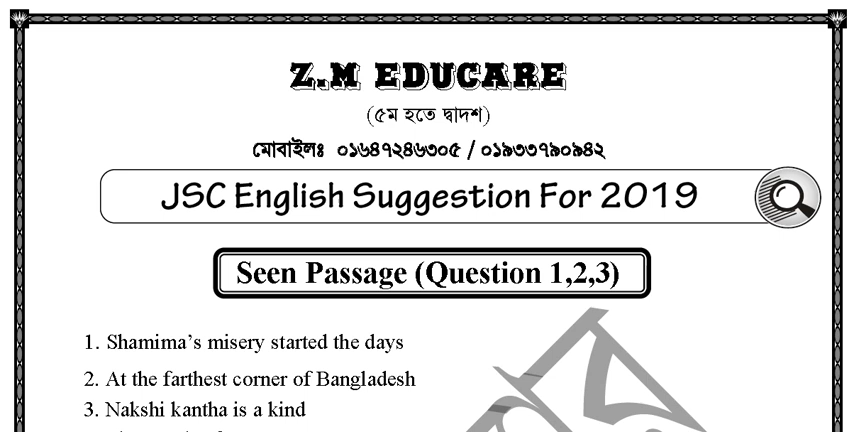 Z.M EDUCARE
(৫ম হতে দ্বাদশ)
মোবাইলঃ ০১৬৪৭২৪৬৩০৫ / ০১৯৩৩৭৯০৯৪২
JSC English Suggestion For 2019
Seen Passage (Question 1,2,3)
1. Shamima’s misery started the days
2. At the farthest corner of Bangladesh
3. Nakshi kantha is a kind